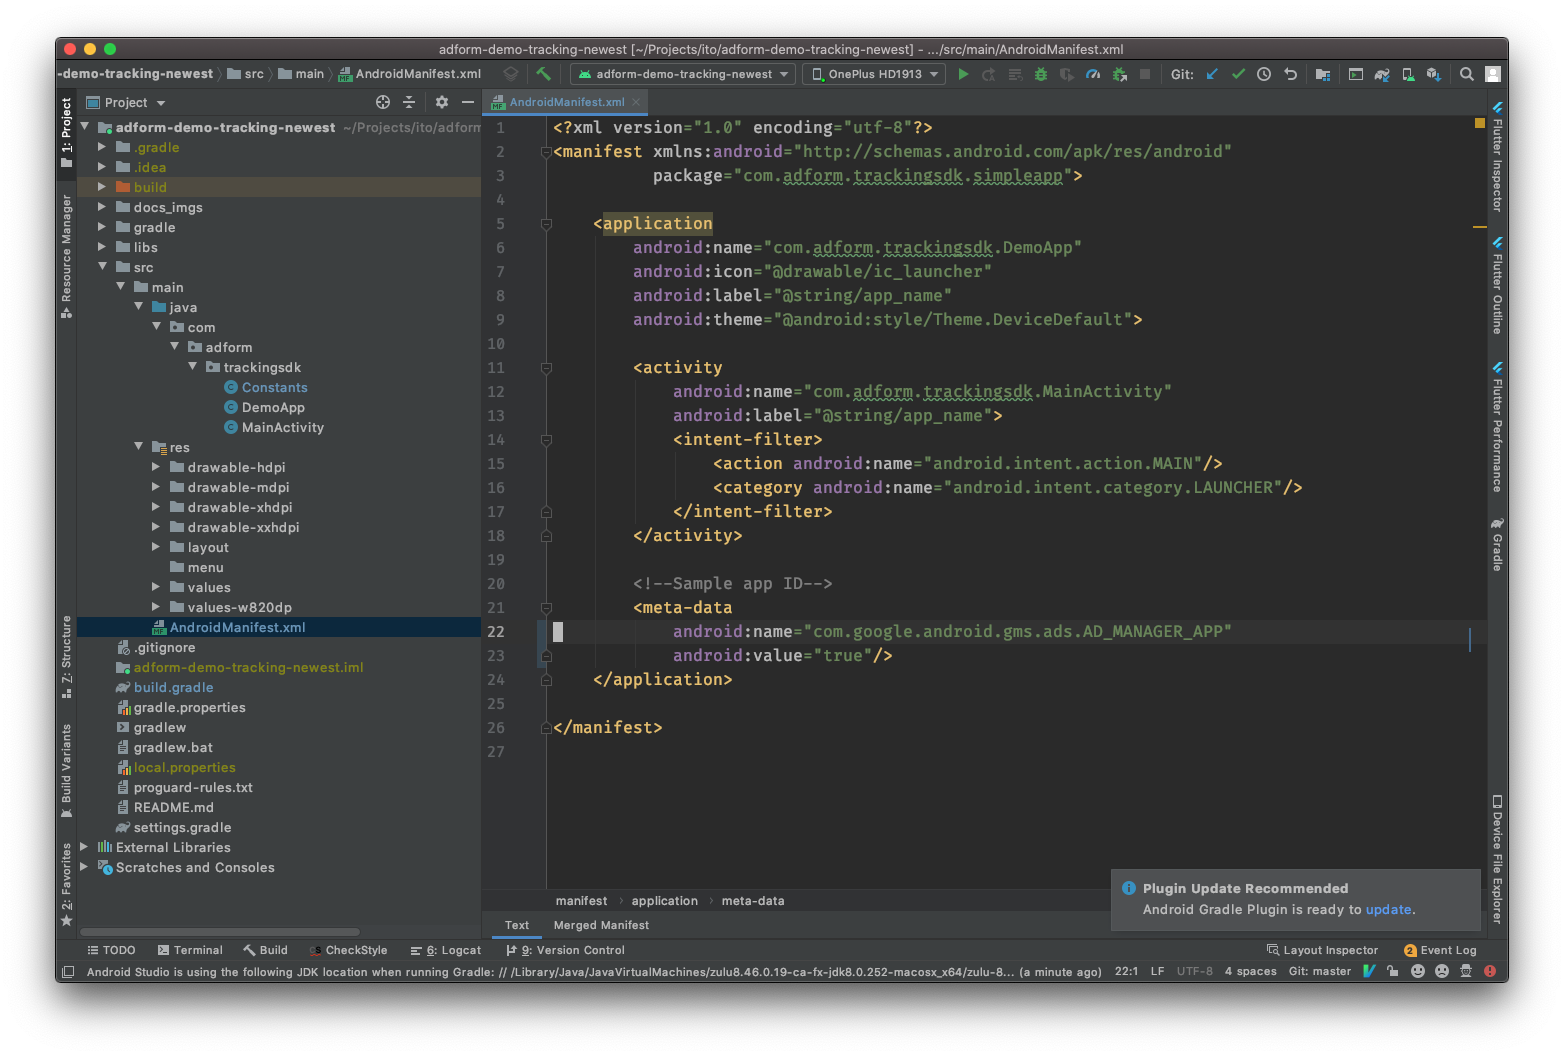 adform-demo-tracking-newest [~/Projects/ito/adform-demo-tracking-newest] - .../src/main/AndroidManifest.xml
-demo-tracking-newest
src
main
AndroidManifest.xml
adform-demo-tracking-newest
OnePlus HD1913
Git:
1: Project
Resource Manager
Z: Structure
Build Variants
2: Favorites
Project
adform-demo-tracking-newest ~/Projects/ito/adform
.gradle
.idea
build
docs_imgs
gradle
libs
src
main
java
com
adform
trackingsdk
Constants
DemoApp
MainActivity
res
drawable-hdpi
drawable-mdpi
drawable-xhdpi
drawable-xxhdpi
layout
menu
values
values-w820dp
AndroidManifest.xml
.gitignore
adform-demo-tracking-newest.iml
build.gradle
gradle.properties
gradlew
gradlew.bat
local.properties
proguard-rules.txt
README.md
settings.gradle
External Libraries
Scratches and Consoles
AndroidManifest.xml
1 <?xml version="1.0" encoding="utf-8"?>
2 <manifest xmlns:android="http://schemas.android.com/apk/res/android"
3 package="com.adform.trackingsdk.simpleapp">
4
5 <application
6 android:name="com.adform.trackingsdk.DemoApp"
7 android:icon="@drawable/ic_launcher"
8 android:label="@string/app_name"
9 android:theme="@android:style/Theme.DeviceDefault">
10
11 <activity
12 android:name="com.adform.trackingsdk.MainActivity"
13 android:label="@string/app_name">
14 <intent-filter>
15 <action android:name="android.intent.action.MAIN"/>
16 <category android:name="android.intent.category.LAUNCHER"/>
17 </intent-filter>
18 </activity>
19
20 <!--Sample app ID-->
21 <meta-data
22 android:name="com.google.android.gms.ads.AD_MANAGER_APP"
23 android:value="true"/>
24 </application>
25
26 </manifest>
27
manifest › application › meta-data
Text
Merged Manifest
Flutter Inspector
Flutter Outline
Flutter Performance
Gradle
Device File Explorer
Plugin Update Recommended
Android Gradle Plugin is ready to update.
TODO
Terminal
Build
CheckStyle
6: Logcat
9: Version Control
Layout Inspector
2 Event Log
Android Studio is using the following JDK location when running Gradle: // /Library/Java/JavaVirtualMachines/zulu8.46.0.19-ca-fx-jdk8.0.252-macosx_x64/zulu-8... (a minute ago)
22:1
LF
UTF-8
4 spaces
Git: master